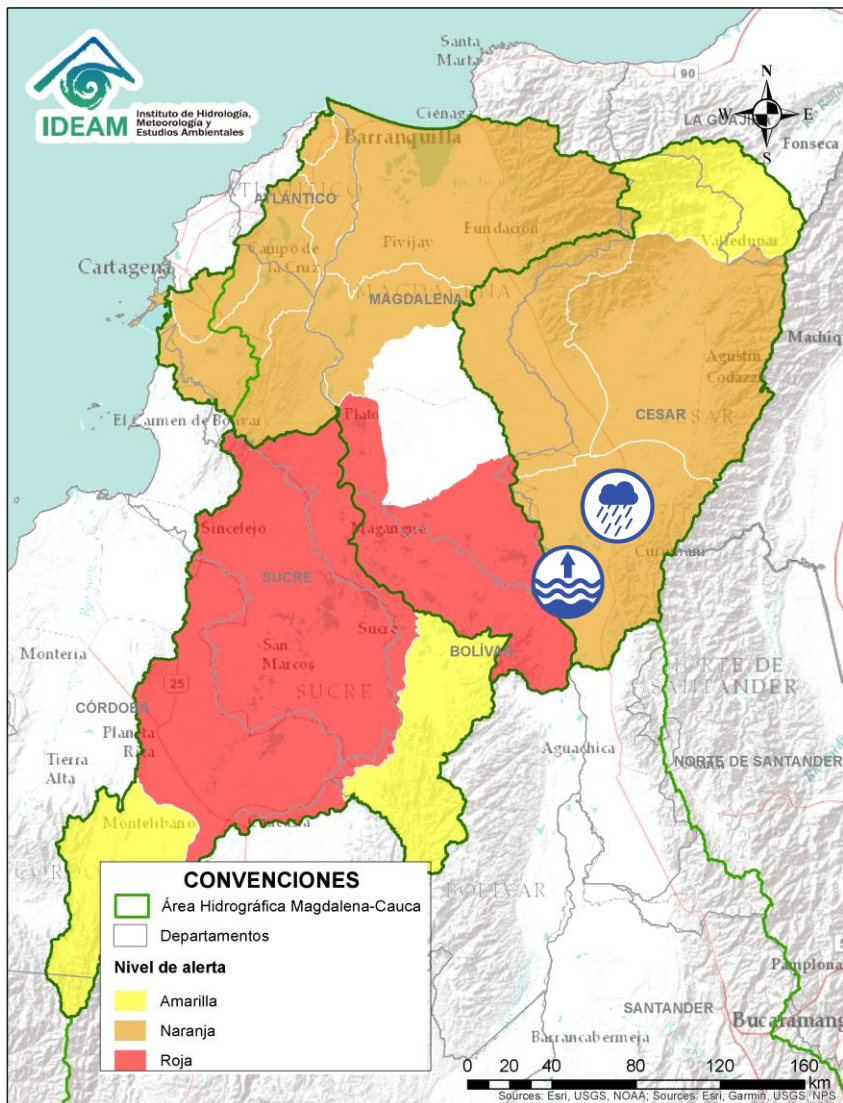 Santa
Marta
90
N
W
E
S
IDEAM
Instituto de Hidrología,
Meteorología y
Estudios Ambientales
Ciénaga
LA GUAJIRA
Fonseca
Barranquilla
ATLÁNTICO
Fundación
Pivijay
Campo de
la Cruz
Valledupar
Cartagena
MAGDALENA
MAGDALENA
Machiq
Agustín
Codazzi
El Carmen de Bolívar
Plato
CESAR
Sincelejo
Magangué
SUCRE
Sucre
San
Marcos
BOLÍVAR
SUCRE
Montería
25
NORTE DE
SANTANDER
CÓRDOBA
Planeta
Rica
Tierra
Alta
Aguachica
NORTE DE SANTANDER
Montelíbano
BOLÍVAR
CONVENCIONES
Área Hidrográfica Magdalena-Cauca
Departamentos
Nivel de alerta
Amarilla
Naranja
Roja
Pamplona
SANTANDER
Bucaramang
Barrancabermeja
0 20 40 80 120 160
km
Sources: Esri, USGS, NOAA; Sources: Esri, Garmin, USGS, NPS